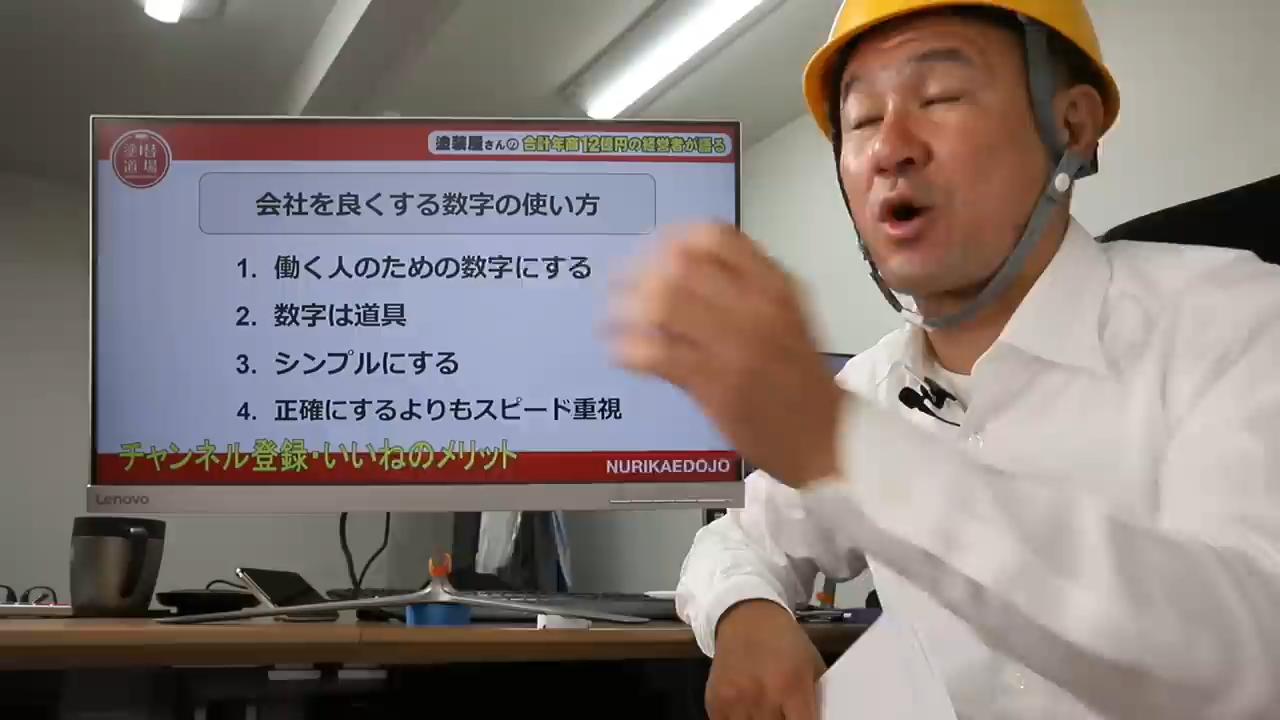 塗替
道場
塗装屋さんの 合計年商12億円の経営者が語る
会社を良くする数字の使い方
1. 働く人のための数字にする
2. 数字は道具
3. シンプルにする
4. 正確にするよりもスピード重視
チャンネル登録・いいねのメリット
NURIKAEDOJO
Lenovo